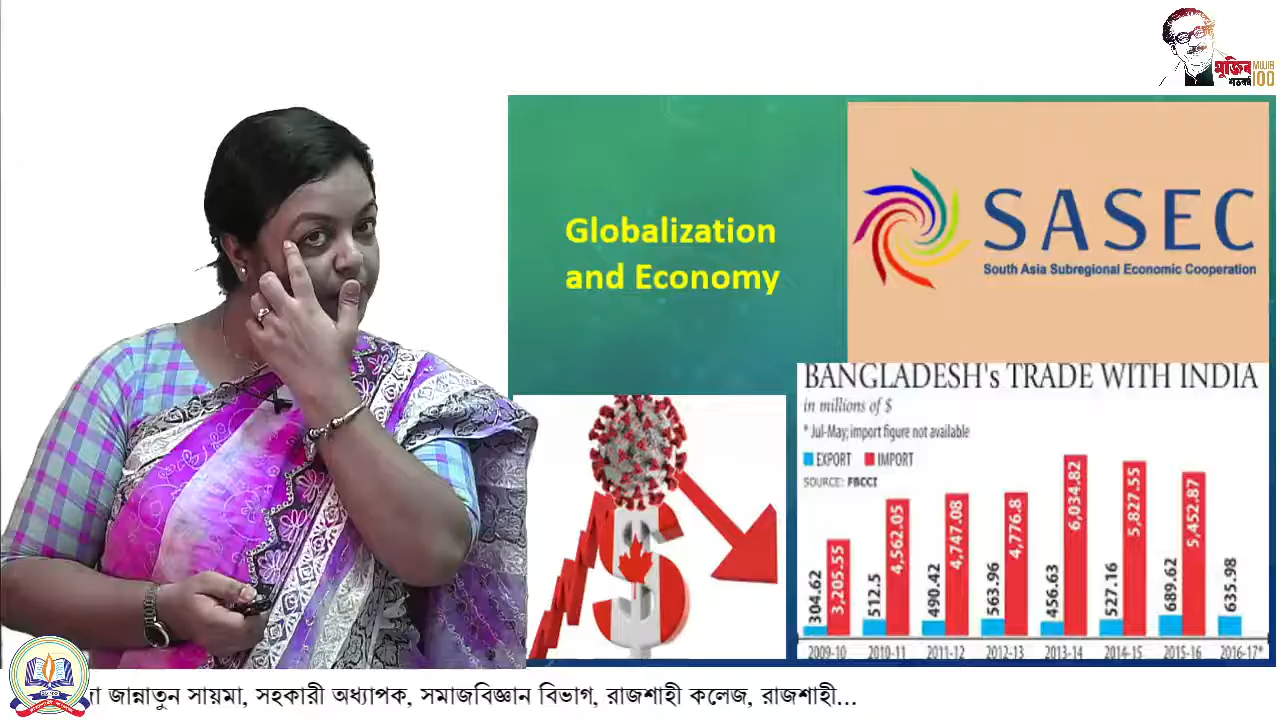 মুজিব
শতবর্ষ
MUJIB
100
Globalization
and Economy
SASEC
South Asia Subregional Economic Cooperation
BANGLADESH's TRADE WITH INDIA
in millions of $
* Jul-May; import figure not available
EXPORT IMPORT
SOURCE: FBCCI
304.62 3,205.55 512.5 4,562.05 490.42 4,747.08 563.96 4,776.8 456.63 6,034.82 527.16 5,827.55 689.62 5,452.87 635.98
2009-10 2010-11 2011-12 2012-13 2013-14 2014-15 2015-16 2016-17*
জান্নাতুন সায়মা, সহকারী অধ্যাপক, সমাজবিজ্ঞান বিভাগ, রাজশাহী কলেজ, রাজশাহী...